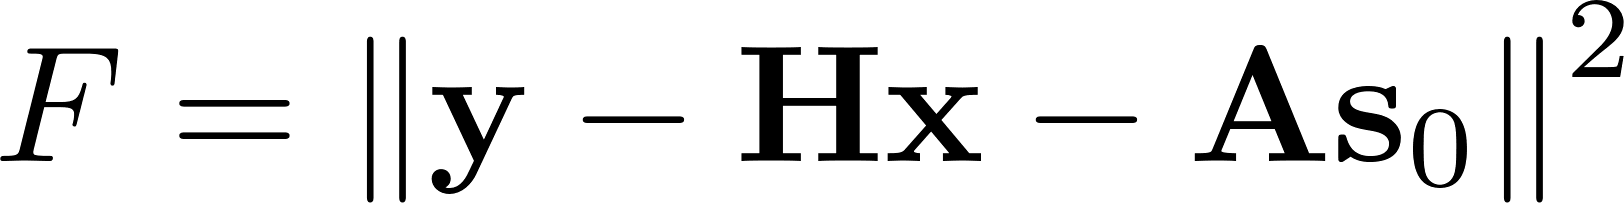 F = ‖y − Hx − As₀‖²